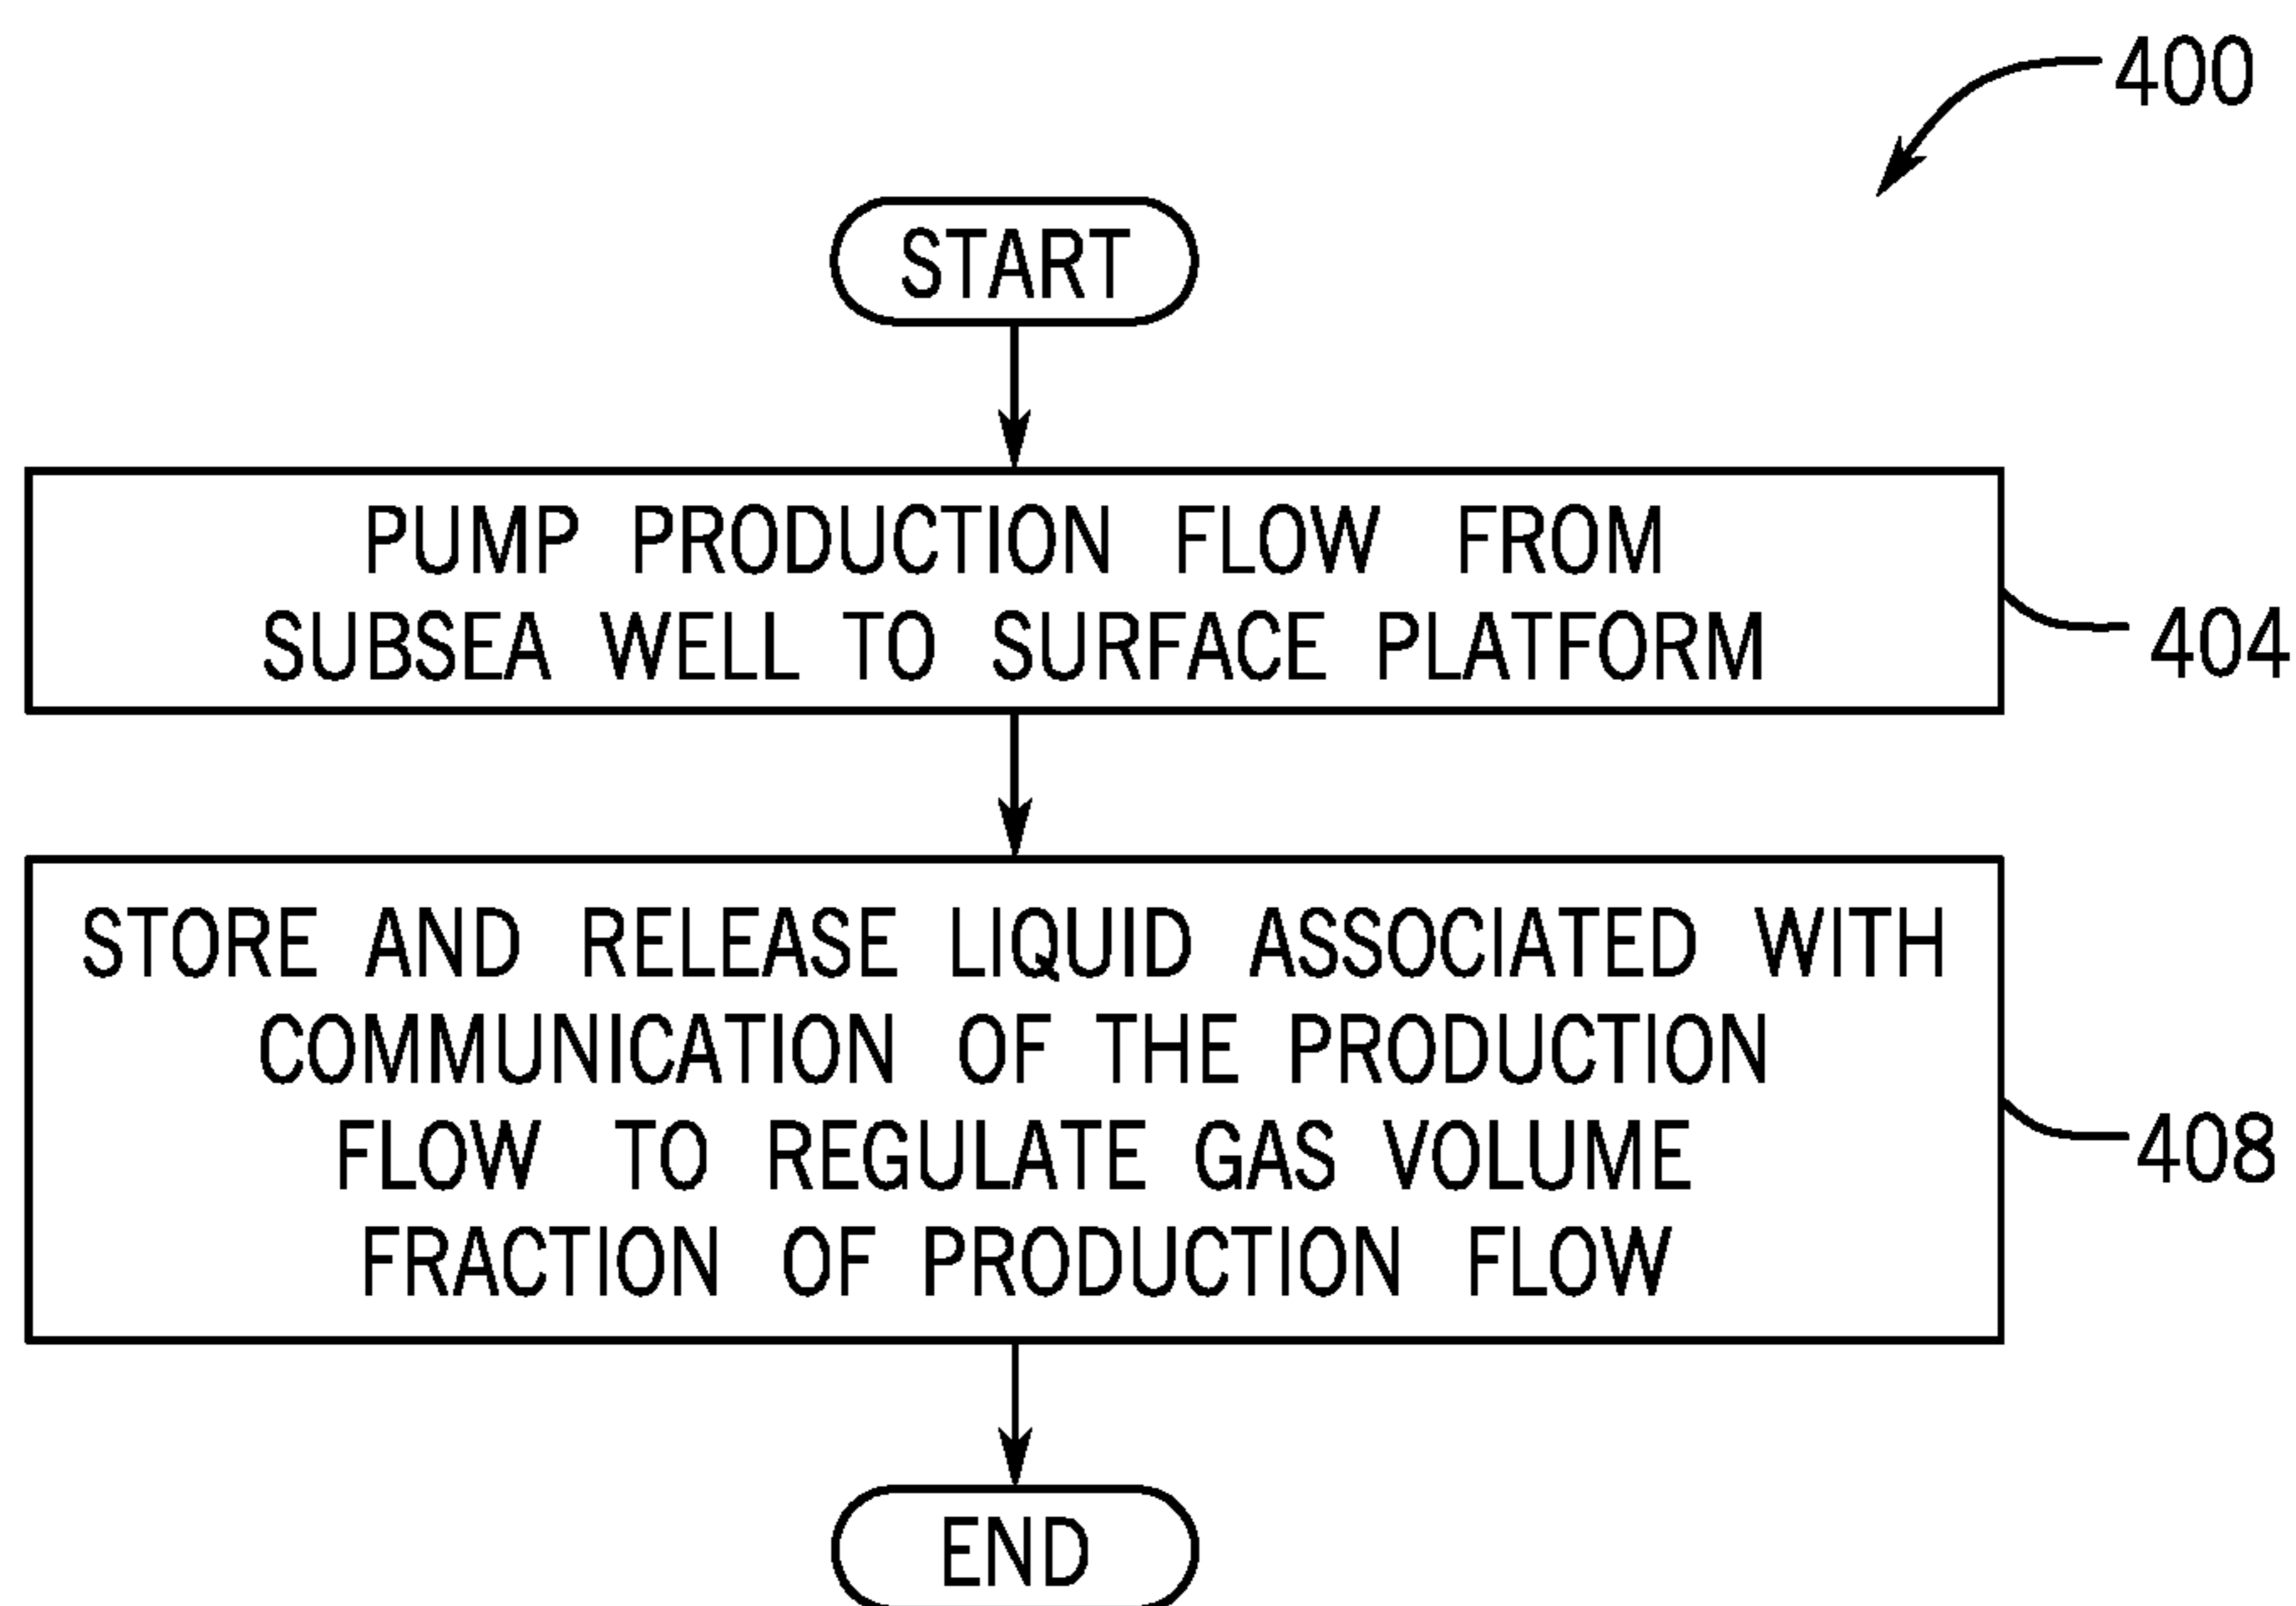 400
START
PUMP PRODUCTION FLOW FROM
SUBSEA WELL TO SURFACE PLATFORM
404
STORE AND RELEASE LIQUID ASSOCIATED WITH
COMMUNICATION OF THE PRODUCTION
FLOW TO REGULATE GAS VOLUME
FRACTION OF PRODUCTION FLOW
408
END